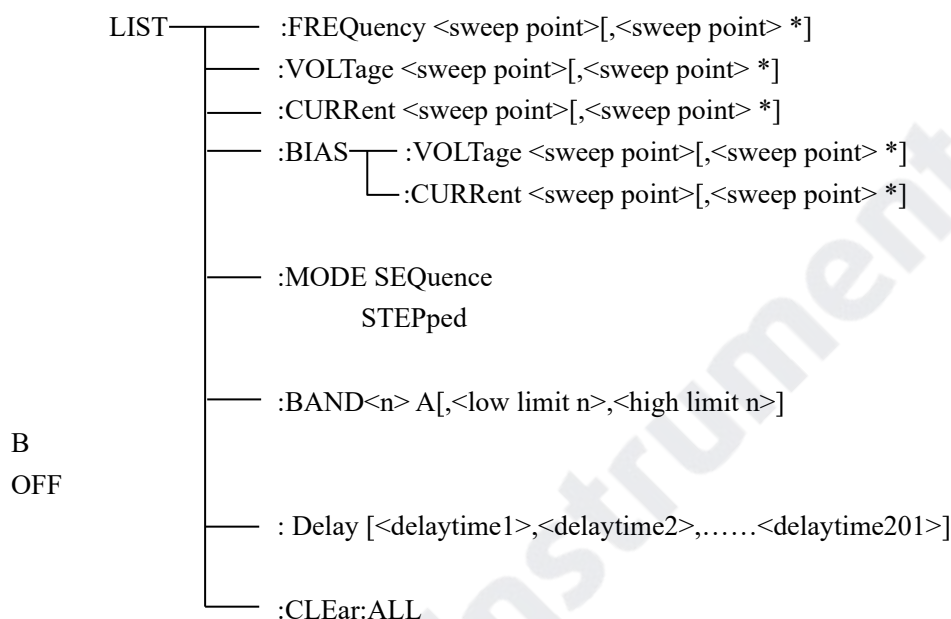 LIST :FREQuency <sweep point>[,<sweep point> *]
:VOLTage <sweep point>[,<sweep point> *]
:CURRent <sweep point>[,<sweep point> *]
:BIAS :VOLTage <sweep point>[,<sweep point> *]
:CURRent <sweep point>[,<sweep point> *]
:MODE SEQuence
STEPped
:BAND<n> A[,<low limit n>,<high limit n>]
B
OFF
: Delay [<delaytime1>,<delaytime2>,……<delaytime201>]
:CLEar:ALL
instrument